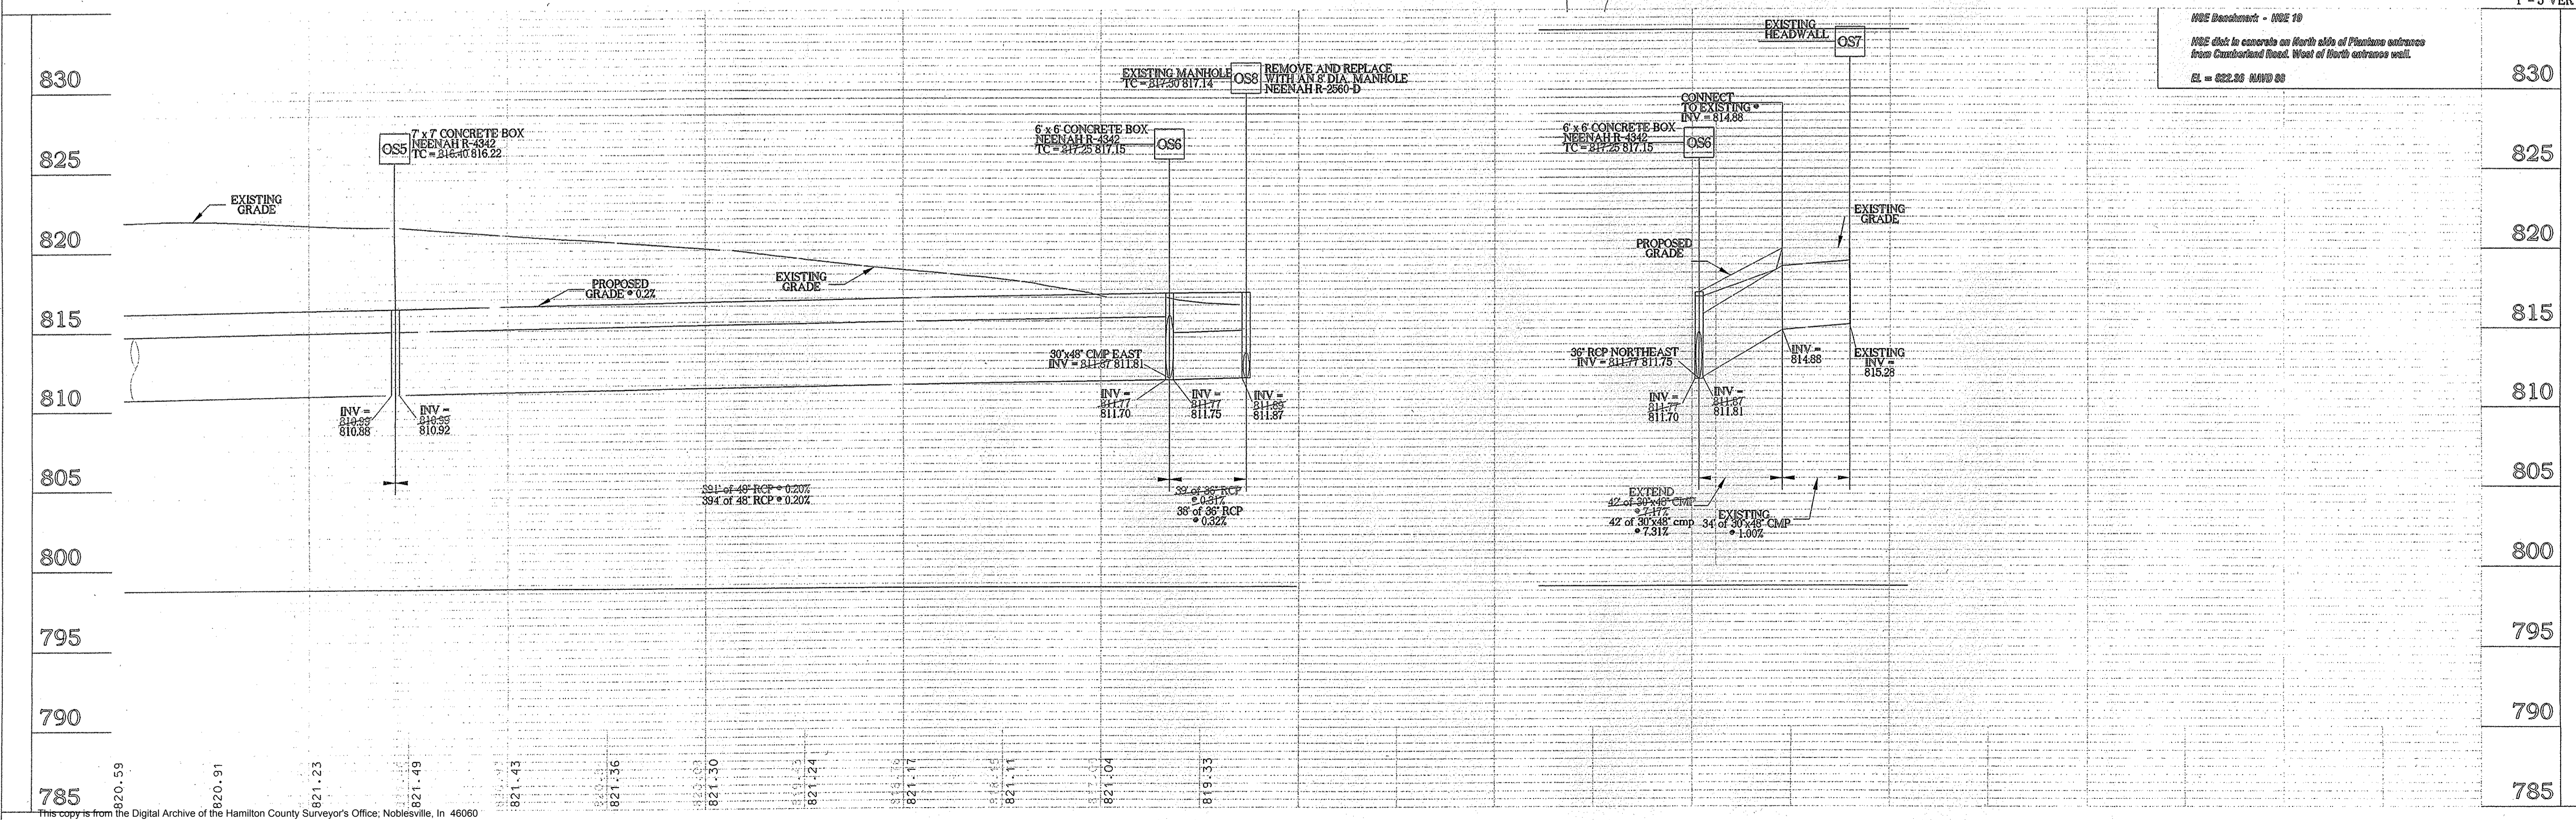 HSE Benchmark - HSE 19
HSE disk in concrete on North side of Plantana entrance
from Cumberland Road. West of North entrance wall.
EL = 822.36 NAVD 88
830
825
820
815
810
805
800
795
790
785
EXISTING
GRADE
OS5
7' x 7' CONCRETE BOX
NEENAH R-4342
TC = 816.40 816.22
PROPOSED
GRADE @ 0.2%
EXISTING
GRADE
INV =
810.99
810.88
INV =
810.99
810.92
391' of 48" RCP @ 0.20%
394' of 48" RCP @ 0.20%
6' x 6' CONCRETE BOX
NEENAH R-4342
TC = 817.25 817.15
OS6
EXISTING MANHOLE
TC = 817.30 817.14
OS8
REMOVE AND REPLACE
WITH AN 8' DIA. MANHOLE
NEENAH R-2560-D
30"x48" CMP EAST
INV = 811.87 811.81
INV =
811.77
811.70
INV =
811.77
811.75
INV =
811.89
811.87
39' of 36" RCP
@ 0.31%
38' of 36" RCP
@ 0.32%
EXISTING
HEADWALL
OS7
CONNECT
TO EXISTING @
INV = 814.88
6' x 6' CONCRETE BOX
NEENAH R-4342
TC = 817.25 817.15
OS6
PROPOSED
GRADE
EXISTING
GRADE
36" RCP NORTHEAST
INV = 811.77 811.75
INV =
811.77
811.70
INV =
811.87
811.81
INV =
814.88
EXISTING
INV =
815.28
EXTEND
42' of 30"x48" CMP
@ 7.17%
42' of 30"x48" cmp
@ 7.31%
EXISTING
34' of 30"x48" CMP
@ 1.00%
830
825
820
815
810
805
800
795
790
785
820.59
820.91
821.23
821.49
821.43
821.36
821.30
821.24
821.17
821.11
821.04
819.33
This copy is from the Digital Archive of the Hamilton County Surveyor's Office; Noblesville, In 46060